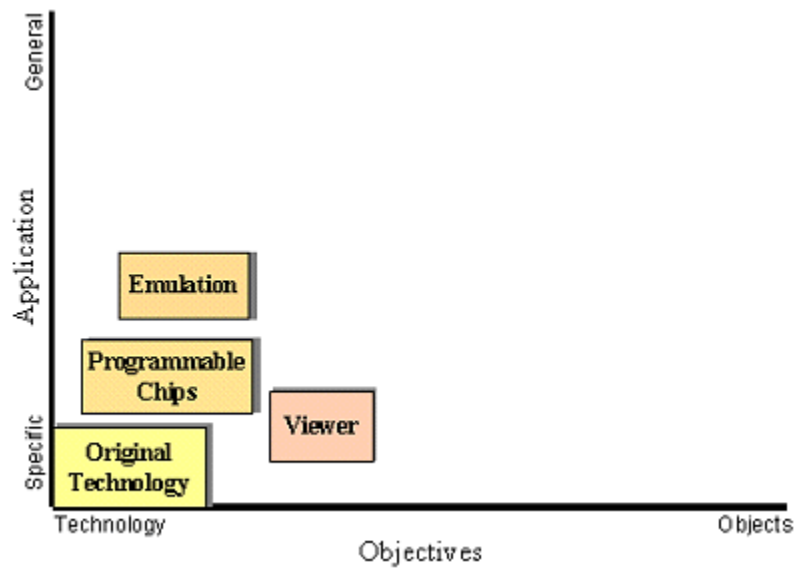 General
Application
Specific
Emulation
Programmable
Chips
Viewer
Original
Technology
Technology
Objects
Objectives